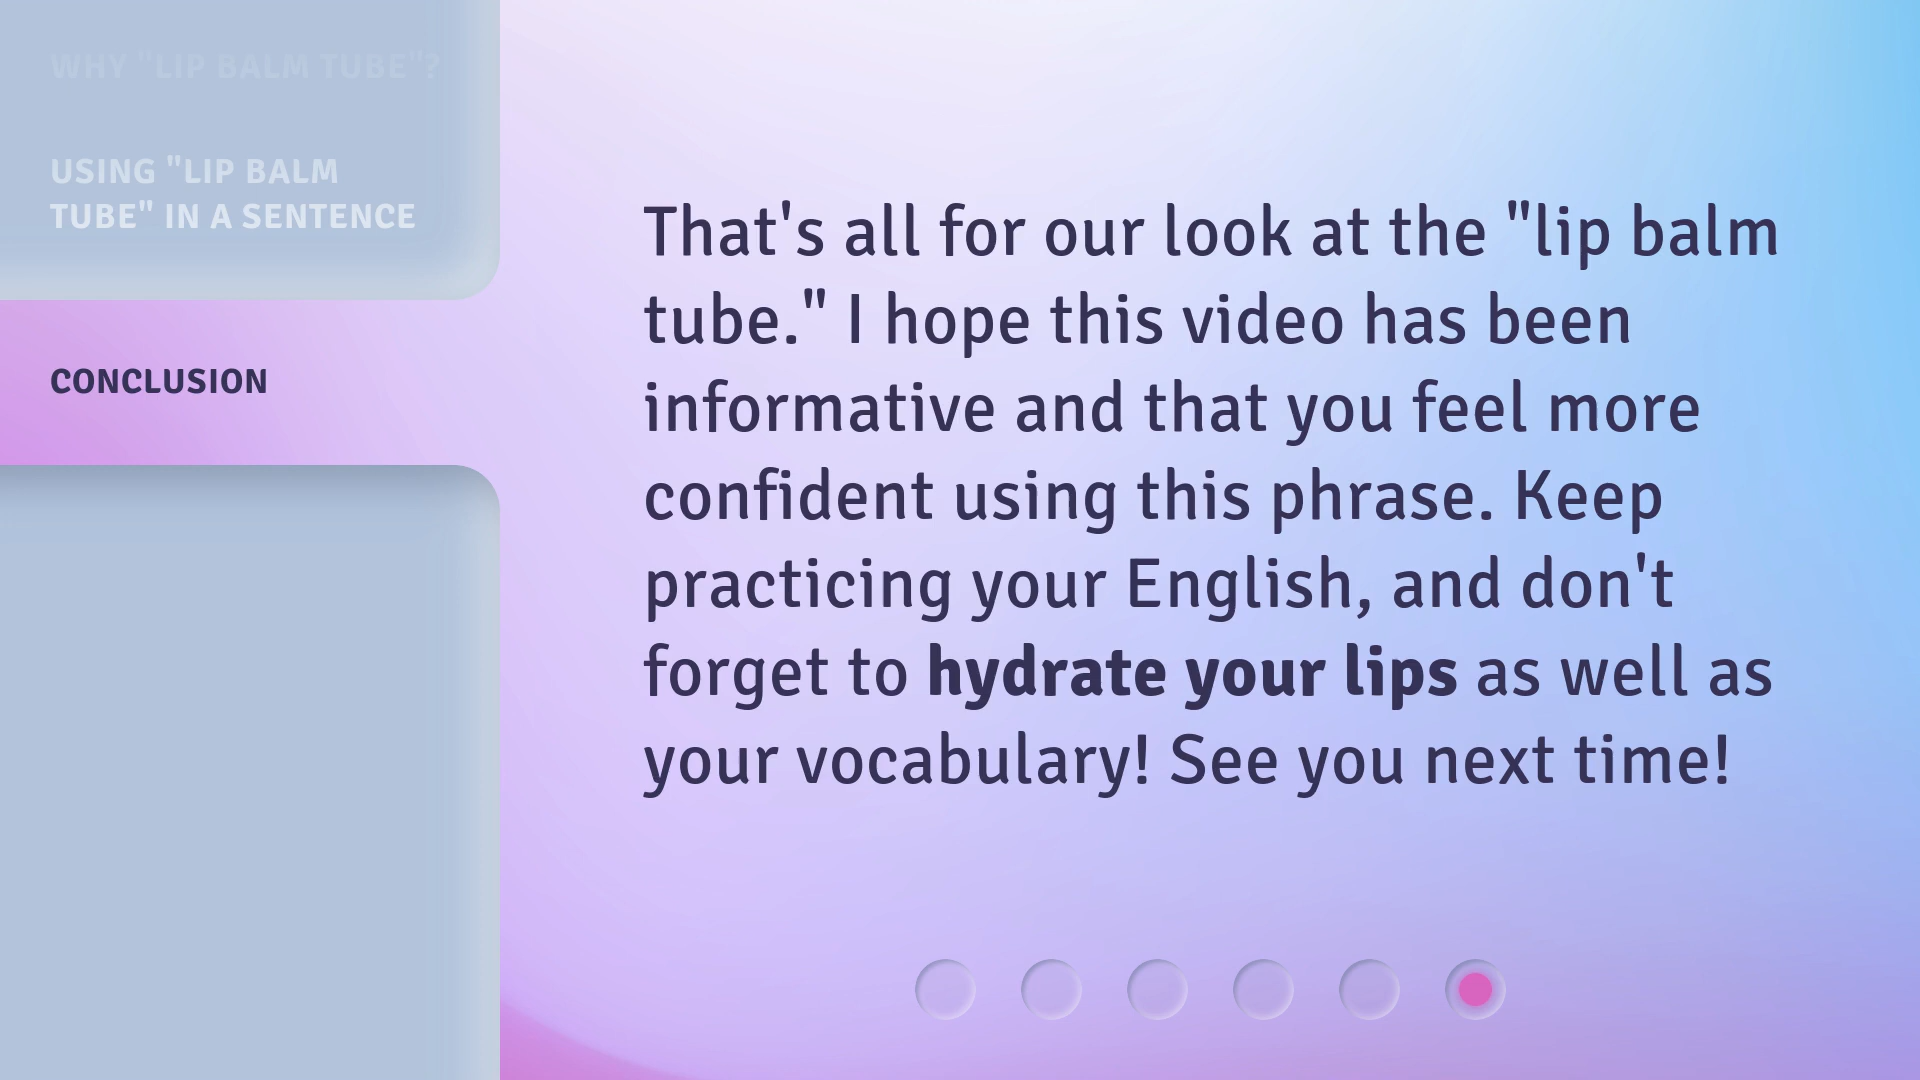 WHY "LIP BALM TUBE"?
USING "LIP BALM
TUBE" IN A SENTENCE
CONCLUSION
That's all for our look at the "lip balm
tube." I hope this video has been
informative and that you feel more
confident using this phrase. Keep
practicing your English, and don't
forget to hydrate your lips as well as
your vocabulary! See you next time!